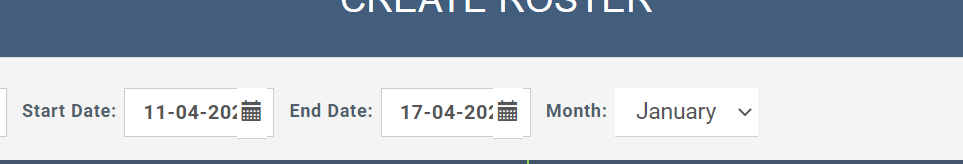 CREATE ROSTER
Start Date: 11-04-202 End Date: 17-04-202 Month: January